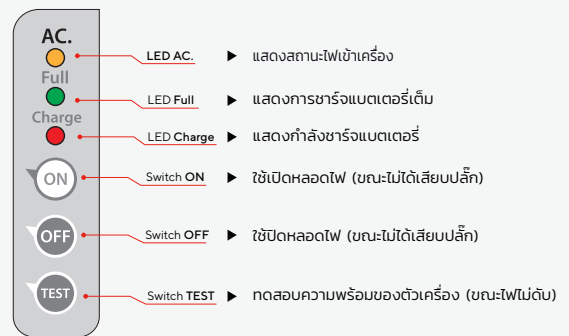 AC.
LED AC. ▶ แสดงสถานะไฟเข้าเครื่อง
Full
LED Full ▶ แสดงการชาร์จแบตเตอรี่เต็ม
Charge
LED Charge ▶ แสดงกำลังชาร์จแบตเตอรี่
ON Switch ON ▶ ใช้เปิดหลอดไฟ (ขณะไม่ได้เสียบปลั๊ก)
OFF Switch OFF ▶ ใช้ปิดหลอดไฟ (ขณะไม่ได้เสียบปลั๊ก)
TEST Switch TEST ▶ ทดสอบความพร้อมของตัวเครื่อง (ขณะไฟไม่ดับ)